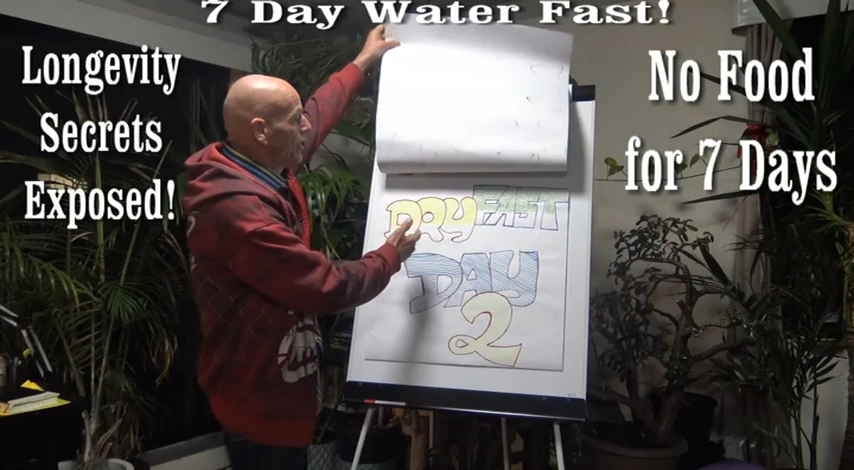 7 Day Water Fast!
Longevity
Secrets
Exposed!
No Food
for 7 Days
DRY FAST
DAY
2